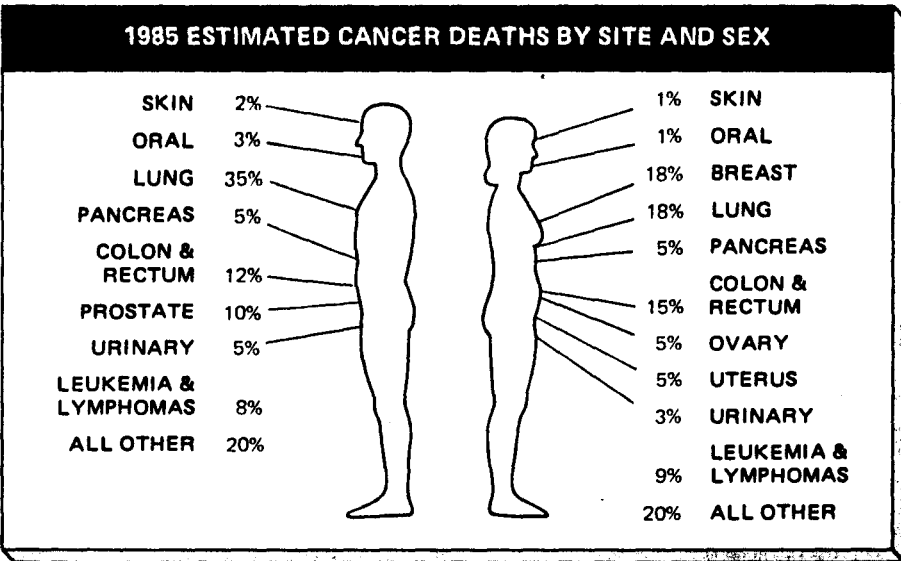 1985 ESTIMATED CANCER DEATHS BY SITE AND SEX
SKIN 2%
ORAL 3%
LUNG 35%
PANCREAS 5%
COLON &
RECTUM 12%
PROSTATE 10%
URINARY 5%
LEUKEMIA &
LYMPHOMAS 8%
ALL OTHER 20%
1% SKIN
1% ORAL
18% BREAST
18% LUNG
5% PANCREAS
COLON &
15% RECTUM
5% OVARY
5% UTERUS
3% URINARY
LEUKEMIA &
9% LYMPHOMAS
20% ALL OTHER